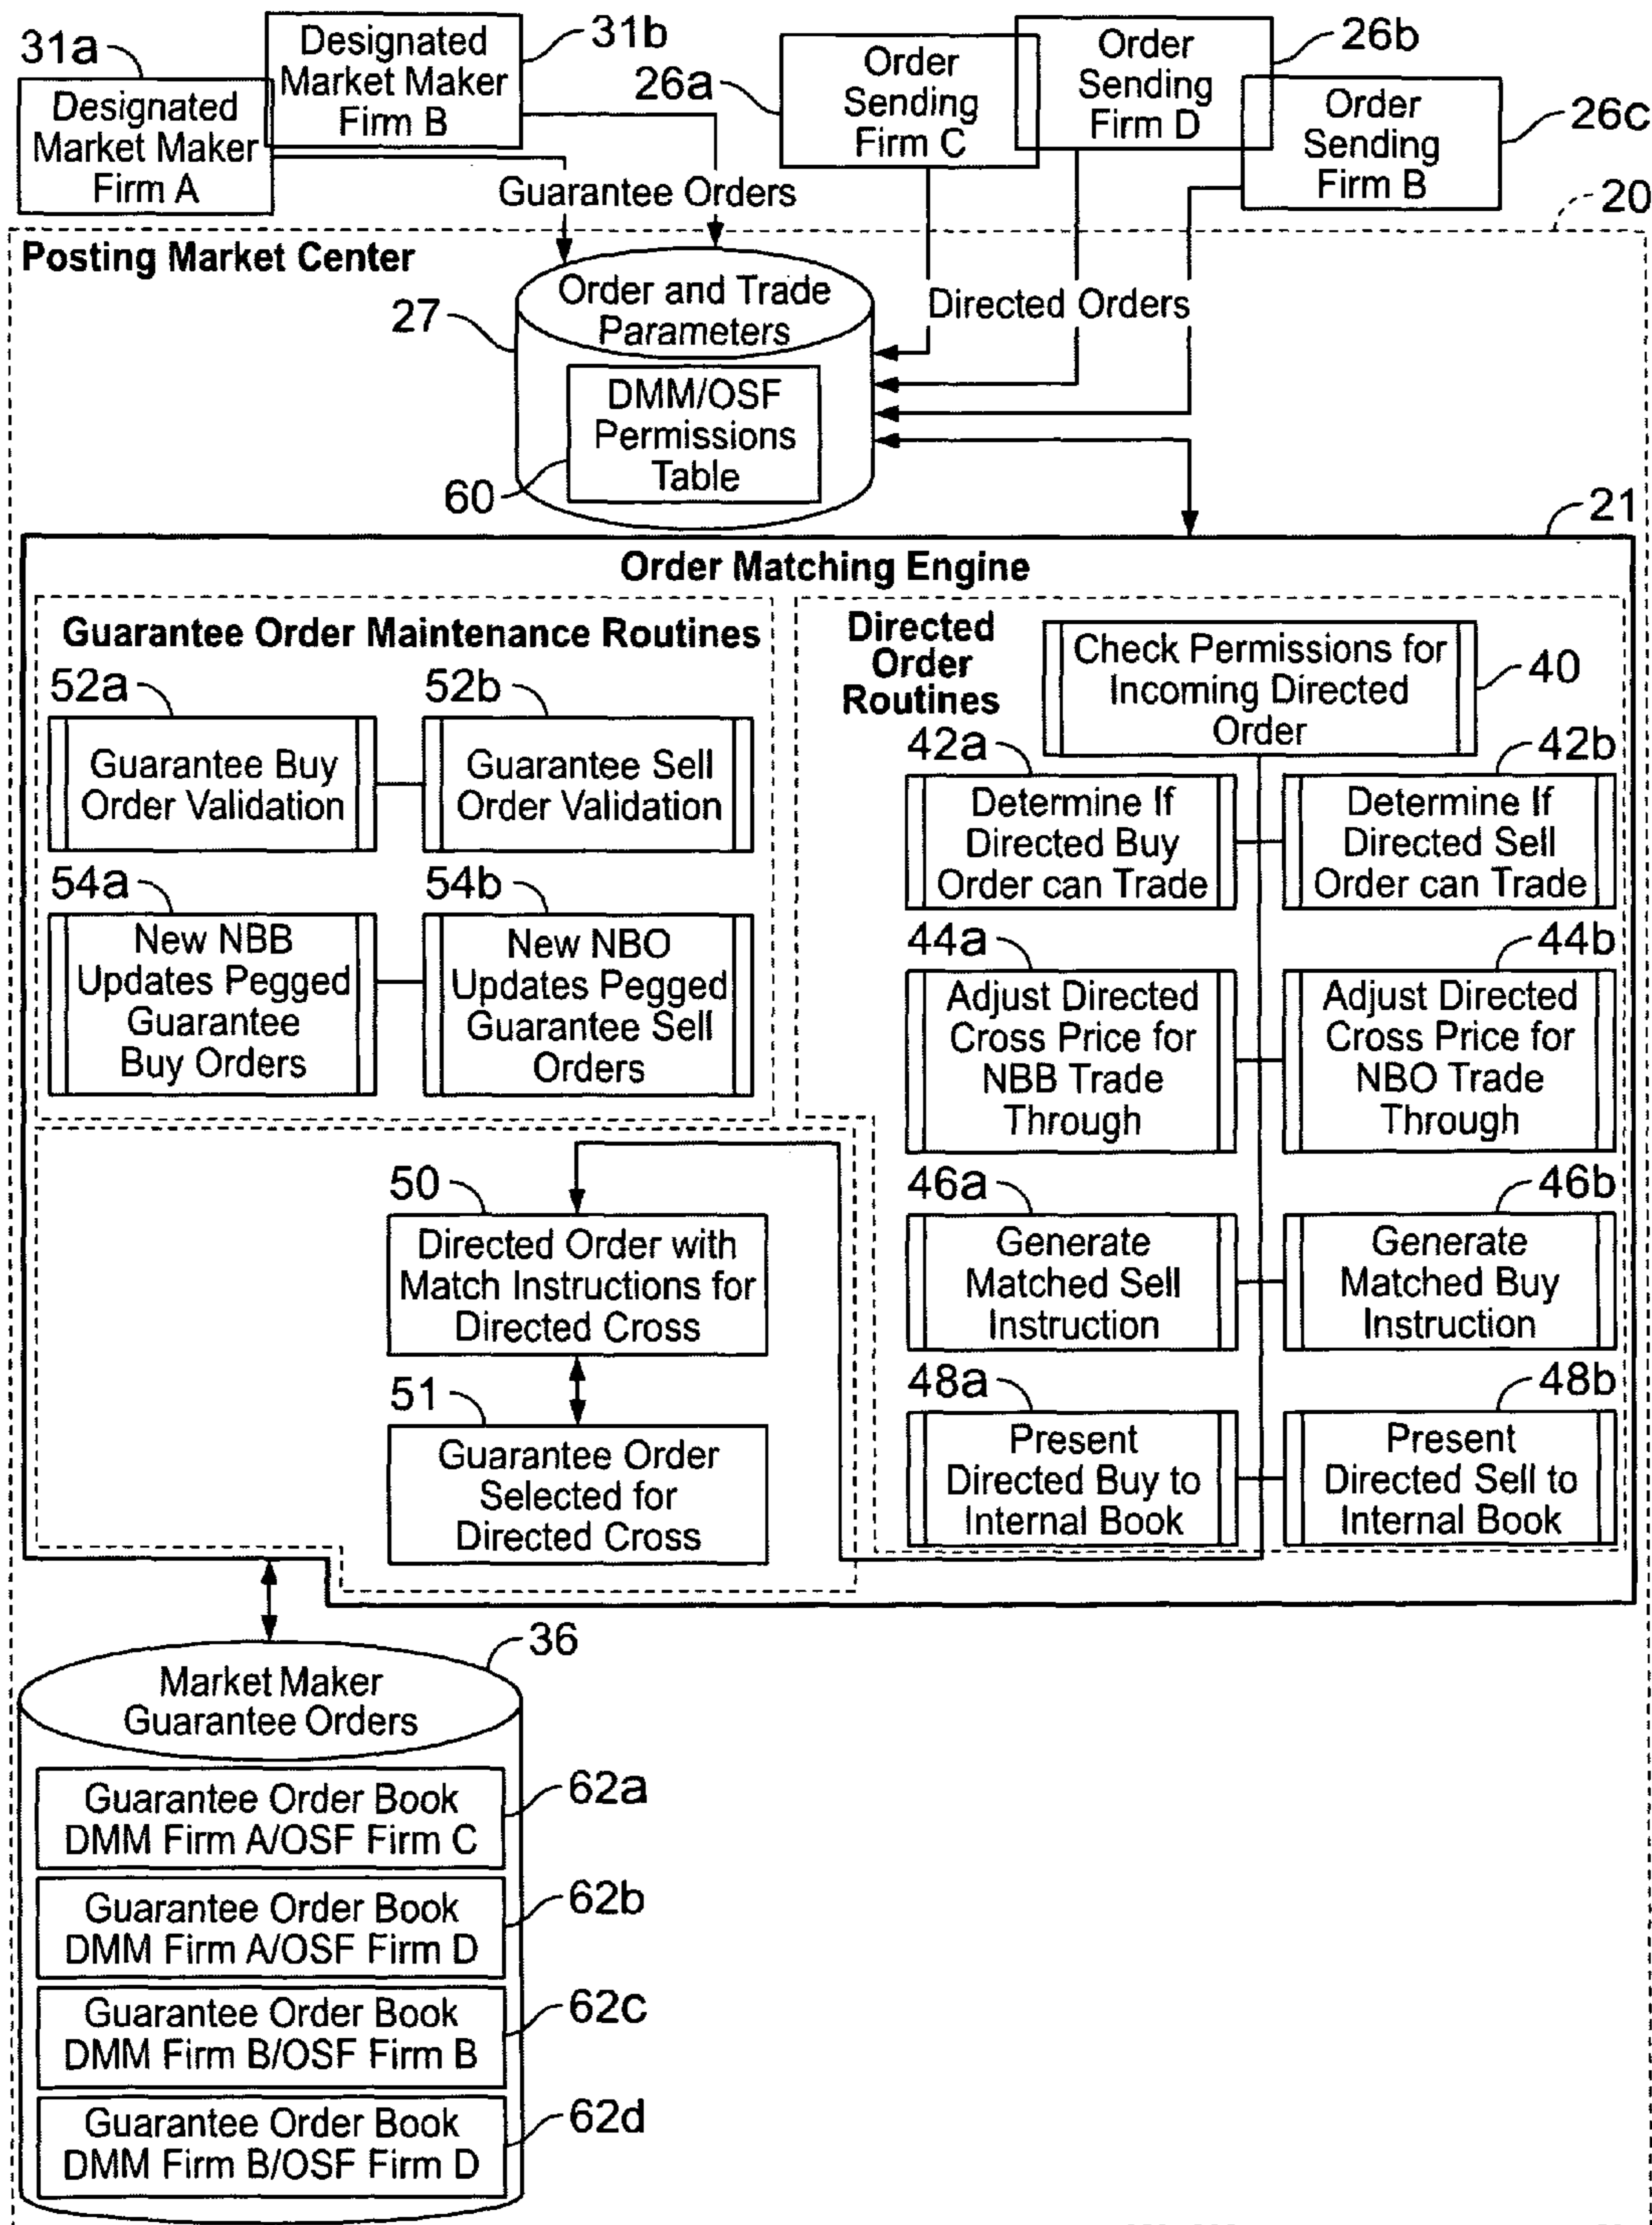 31a
Designated
Market Maker
Firm A
Designated
Market Maker
Firm B
31b
26a
Order
Sending
Firm C
Order
Sending
Firm D
26b
Order
Sending
Firm B
26c
Guarantee Orders
Directed Orders
20
Posting Market Center
27
Order and Trade
Parameters
DMM/OSF
Permissions
Table
60
21
Order Matching Engine
Guarantee Order Maintenance Routines
52a
52b
Guarantee Buy
Order Validation
Guarantee Sell
Order Validation
54a
54b
New NBB
Updates Pegged
Guarantee
Buy Orders
New NBO
Updates Pegged
Guarantee Sell
Orders
Directed
Order
Routines
Check Permissions for
Incoming Directed
Order
40
42a
42b
Determine If
Directed Buy
Order can Trade
Determine If
Directed Sell
Order can Trade
44a
44b
Adjust Directed
Cross Price for
NBB Trade
Through
Adjust Directed
Cross Price for
NBO Trade
Through
46a
46b
Generate
Matched Sell
Instruction
Generate
Matched Buy
Instruction
48a
48b
Present
Directed Buy to
Internal Book
Present
Directed Sell to
Internal Book
50
Directed Order with
Match Instructions for
Directed Cross
51
Guarantee Order
Selected for
Directed Cross
36
Market Maker
Guarantee Orders
Guarantee Order Book
DMM Firm A/OSF Firm C
62a
Guarantee Order Book
DMM Firm A/OSF Firm D
62b
Guarantee Order Book
DMM Firm B/OSF Firm B
62c
Guarantee Order Book
DMM Firm B/OSF Firm D
62d